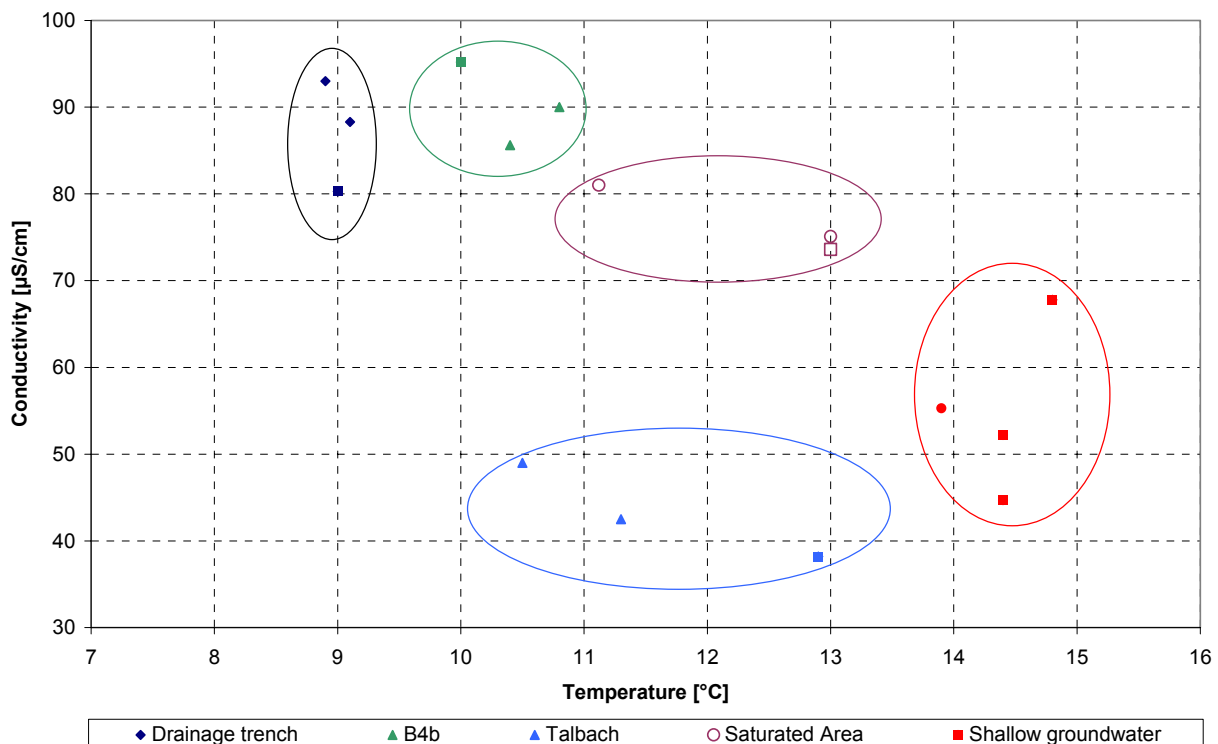 100
90
80
70
60
50
40
30
Conductivity [µS/cm]
7 8 9 10 11 12 13 14 15 16
Temperature [°C]
Drainage trench B4b Talbach Saturated Area Shallow groundwater